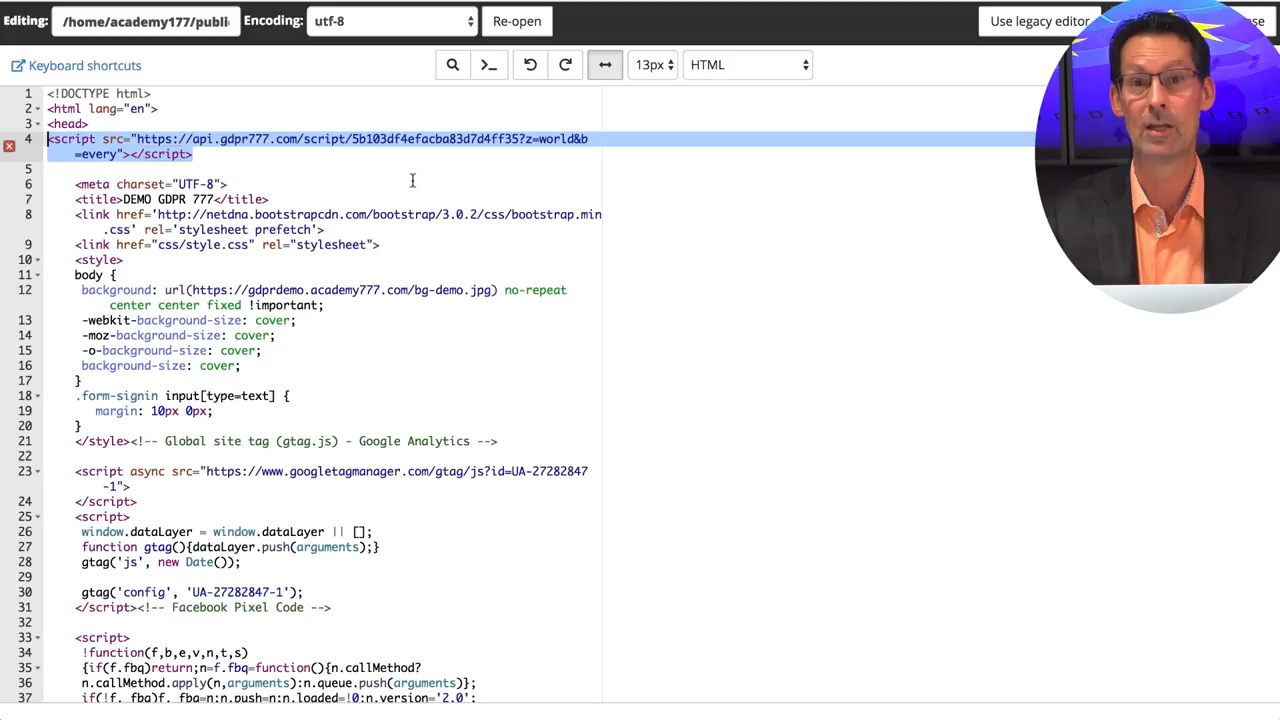 Editing: /home/academy177/publi Encoding: utf-8 Re-open Use legacy editor
Keyboard shortcuts 13px HTML
1 <!DOCTYPE html>
2 <html lang="en">
3 <head>
4 <script src="https://api.gdpr777.com/script/5b103df4efacba83d7d4ff35?z=world&b
=every"></script>
5
6 <meta charset="UTF-8">
7 <title>DEMO GDPR 777</title>
8 <link href='http://netdna.bootstrapcdn.com/bootstrap/3.0.2/css/bootstrap.min
.css' rel='stylesheet prefetch'>
9 <link href="css/style.css" rel="stylesheet">
10 <style>
11 body {
12 background: url(https://gdprdemo.academy777.com/bg-demo.jpg) no-repeat
center center fixed !important;
13 -webkit-background-size: cover;
14 -moz-background-size: cover;
15 -o-background-size: cover;
16 background-size: cover;
17 }
18 .form-signin input[type=text] {
19 margin: 10px 0px;
20 }
21 </style><!-- Global site tag (gtag.js) - Google Analytics -->
22
23 <script async src="https://www.googletagmanager.com/gtag/js?id=UA-27282847
-1">
24 </script>
25 <script>
26 window.dataLayer = window.dataLayer || [];
27 function gtag(){dataLayer.push(arguments);}
28 gtag('js', new Date());
29
30 gtag('config', 'UA-27282847-1');
31 </script><!-- Facebook Pixel Code -->
32
33 <script>
34 !function(f,b,e,v,n,t,s)
35 {if(f.fbq)return;n=f.fbq=function(){n.callMethod?
36 n.callMethod.apply(n,arguments):n.queue.push(arguments)};
37 if(!f._fbq)f._fbq=n;n.push=n;n.loaded=!0;n.version='2.0';